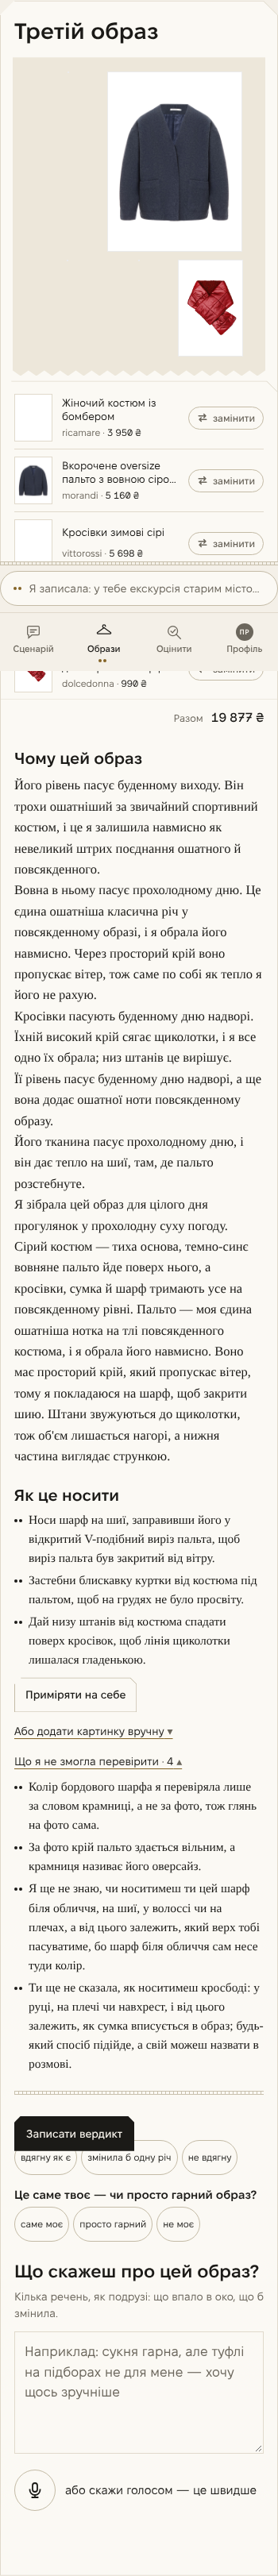 Третій образ
Жіночий костюм із
бомбером
ricamare · 3 950 ₴
замінити
Вкорочене oversize
пальто з вовною сіро...
morandi · 5 160 ₴
замінити
Кросівки зимові сірі
vittorossi · 5 698 ₴
замінити
Я записала: у тебе екскурсія старим місто...
Сценарій
Образи
Оцінити
ПР
Профіль
dolcedonna · 990 ₴
Разом 19 877 ₴
Чому цей образ
Його рівень пасує буденному виходу. Він
трохи ошатніший за звичайний спортивний
костюм, і це я залишила навмисно як
невеликий штрих поєднання ошатного й
повсякденного.
Вовна в ньому пасує прохолодному дню. Це
єдина ошатніша класична річ у
повсякденному образі, і я обрала його
навмисно. Через просторий крій воно
пропускає вітер, тож саме по собі як тепло я
його не рахую.
Кросівки пасують буденному дню надворі.
Їхній високий крій сягає щиколотки, і я все
одно їх обрала; низ штанів це вирішує.
Її рівень пасує буденному дню надворі, а ще
вона додає ошатної ноти повсякденному
образу.
Його тканина пасує прохолодному дню, і
він дає тепло на шиї, там, де пальто
розстебнуте.
Я зібрала цей образ для цілого дня
прогулянок у прохолодну суху погоду.
Сірий костюм — тиха основа, темно-синє
вовняне пальто йде поверх нього, а
кросівки, сумка й шарф тримають усе на
повсякденному рівні. Пальто — моя єдина
ошатніша нотка на тлі повсякденного
костюма, і я обрала його навмисно. Воно
має просторий крій, який пропускає вітер,
тому я покладаюся на шарф, щоб закрити
шию. Штани звужуються до щиколотки,
тож об'єм лишається нагорі, а нижня
частина виглядає стрункою.
Як це носити
Носи шарф на шиї, заправивши його у
відкритий V-подібний виріз пальта, щоб
виріз пальта був закритий від вітру.
Застебни блискавку куртки від костюма під
пальтом, щоб на грудях не було просвіту.
Дай низу штанів від костюма спадати
поверх кросівок, щоб лінія щиколотки
лишалася гладенькою.
Приміряти на себе
Або додати картинку вручну ▾
Що я не змогла перевірити · 4 ▴
Колір бордового шарфа я перевіряла лише
за словом крамниці, а не за фото, тож глянь
на фото сама.
За фото крій пальто здається вільним, а
крамниця називає його оверсайз.
Я ще не знаю, чи носитимеш ти цей шарф
біля обличчя, на шиї, у волоссі чи на
плечах, а від цього залежить, який верх тобі
пасуватиме, бо шарф біля обличчя сам несе
туди колір.
Ти ще не сказала, як носитимеш кросбоді: у
руці, на плечі чи навхрест, і від цього
залежить, як сумка вписується в образ; будь-
який спосіб підійде, а свій можеш назвати в
розмові.
Записати вердикт
вдягну як є
змінила б одну річ
не вдягну
Це саме твоє — чи просто гарний образ?
саме моє
просто гарний
не моє
Що скажеш про цей образ?
Кілька речень, як подрузі: що впало в око, що б
змінила.
Наприклад: сукня гарна, але туфлі
на підборах не для мене — хочу
щось зручніше
або скажи голосом — це швидше